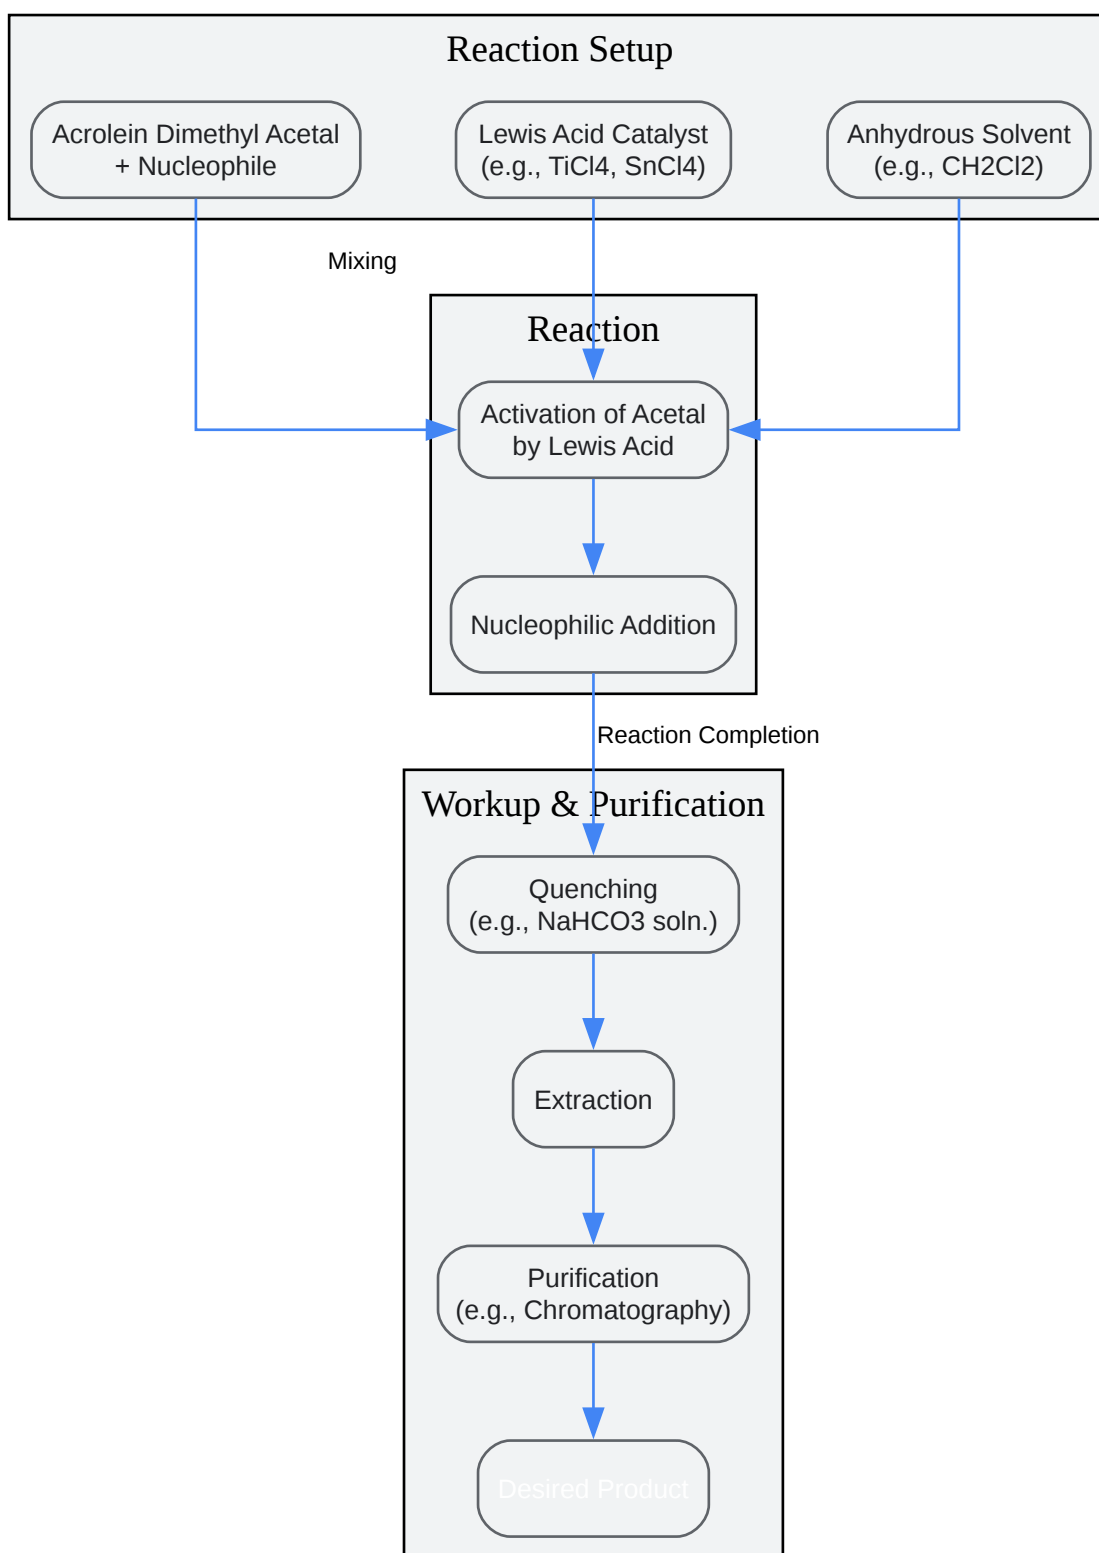 Reaction Setup
Acrolein Dimethyl Acetal
+ Nucleophile
Lewis Acid Catalyst
(e.g., TiCl4, SnCl4)
Anhydrous Solvent
(e.g., CH2Cl2)
Mixing
Reaction
Activation of Acetal
by Lewis Acid
Nucleophilic Addition
Reaction Completion
Workup & Purification
Quenching
(e.g., NaHCO3 soln.)
Extraction
Purification
(e.g., Chromatography)
Desired Product